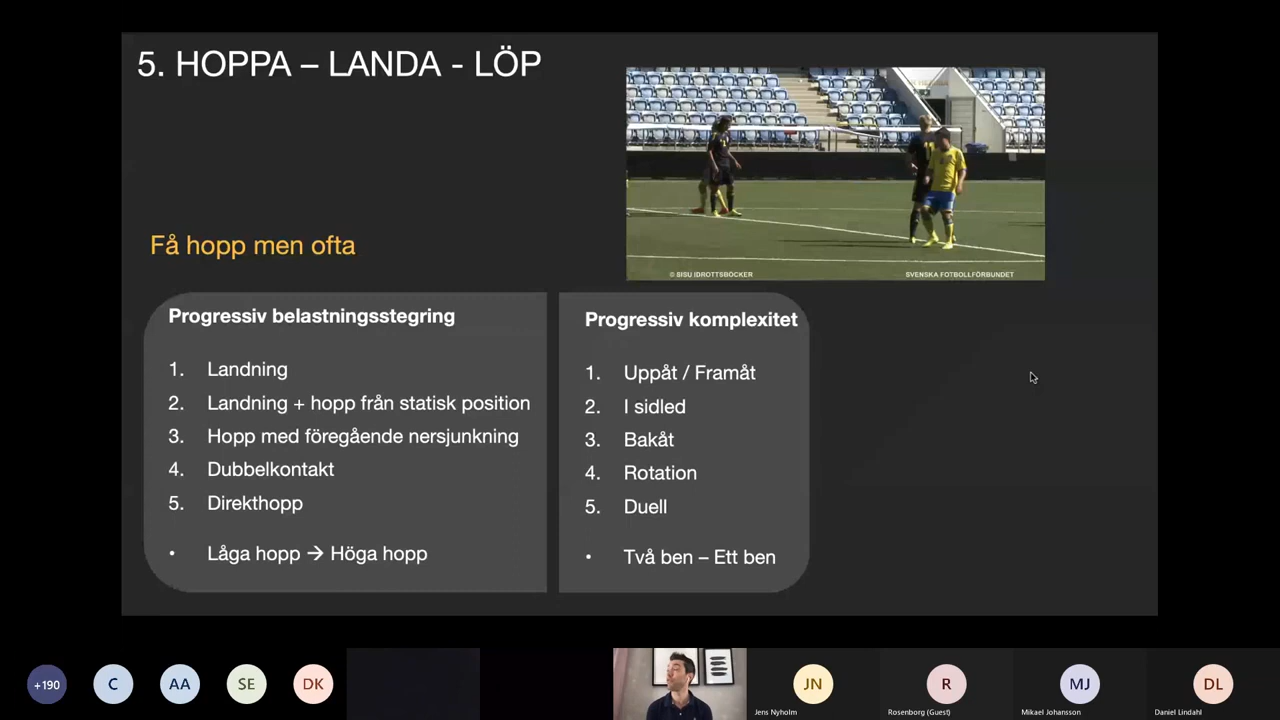 5. HOPPA – LANDA - LÖP
© SISU IDROTTSBÖCKER
SVENSKA FOTBOLLFÖRBUNDET
Få hopp men ofta
Progressiv belastningsstegring
1. Landning
2. Landning + hopp från statisk position
3. Hopp med föregående nersjunkning
4. Dubbelkontakt
5. Direkthopp
• Låga hopp → Höga hopp
Progressiv komplexitet
1. Uppåt / Framåt
2. I sidled
3. Bakåt
4. Rotation
5. Duell
• Två ben – Ett ben
+190
C
AA
SE
DK
JN
Jens Nyholm
R
Rosenborg (Guest)
MJ
Mikael Johansson
DL
Daniel Lindahl